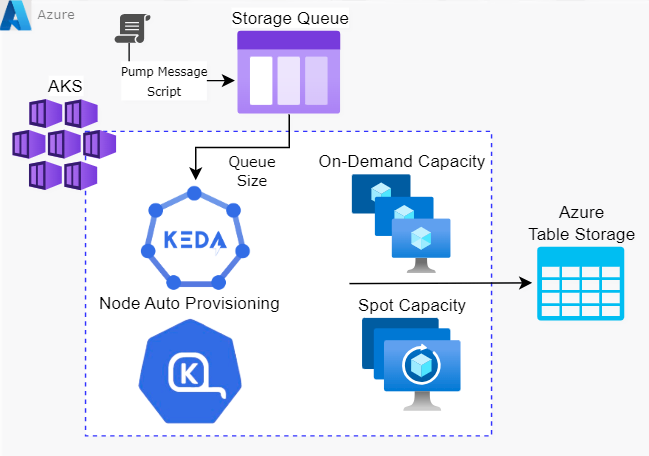 Azure
Storage Queue
Pump Message
Script
AKS
Queue
Size
On-Demand Capacity
KEDA
Azure
Table Storage
Node Auto Provisioning
Spot Capacity
K